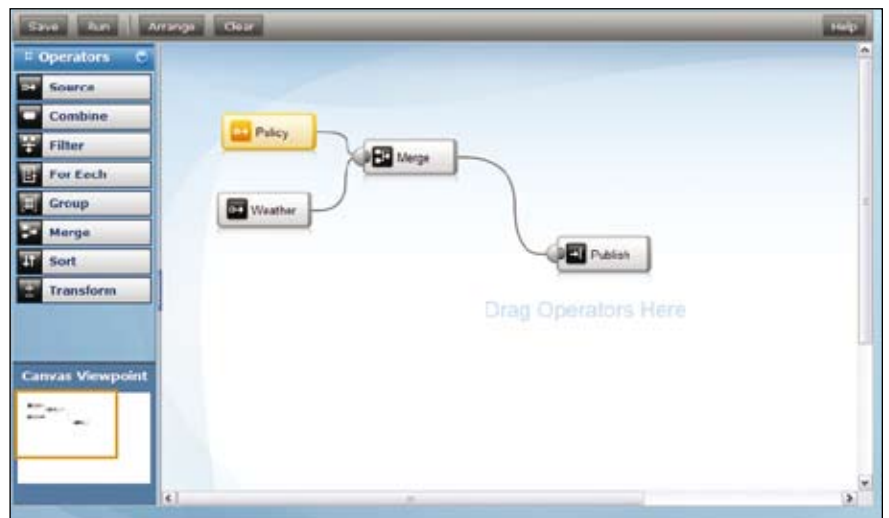 Save Run Arrange Clear Help
Operators
Source
Combine
Filter
For Each
Group
Merge
Sort
Transform
Policy
Merge
Weather
Publish
Drag Operators Here
Canvas Viewpoint